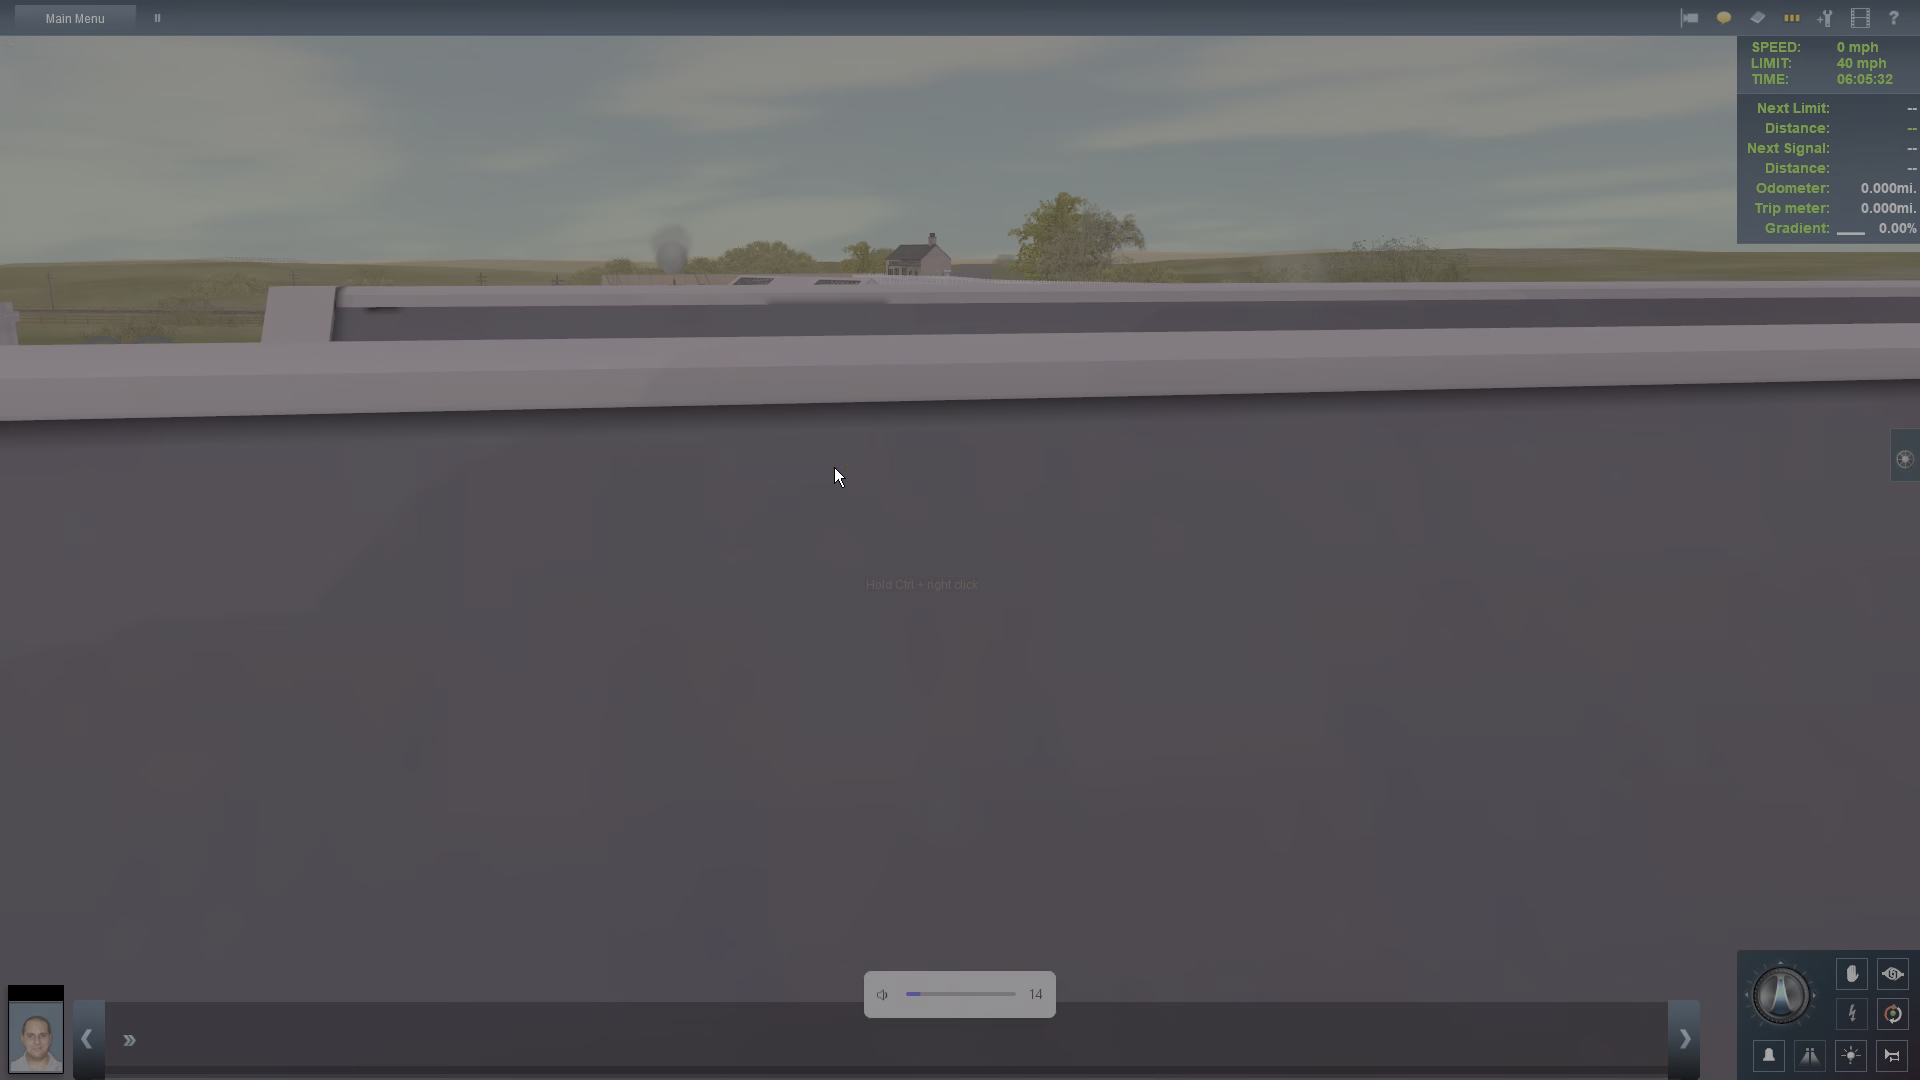 Main Menu
SPEED: 0 mph
LIMIT: 40 mph
TIME: 06:05:32
Next Limit: --
Distance: --
Next Signal: --
Distance: --
Odometer: 0.000mi.
Trip meter: 0.000mi.
Gradient: 0.00%
Hold Ctrl + right click
14